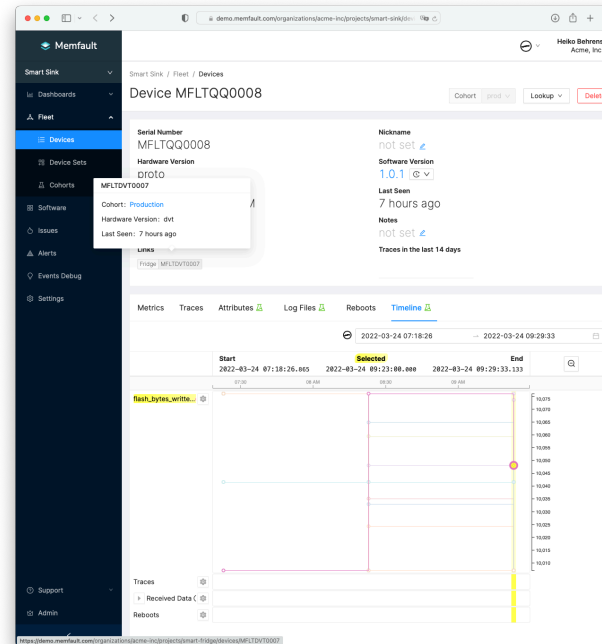 demo.memfault.com/organizations/acme-inc/projects/smart-sink/dev
Memfault
Heiko Behrens
Acme, Inc
Smart Sink
Smart Sink / Fleet / Devices
Dashboards
Device MFLTQQ0008
Cohort prod
Lookup
Delet
Fleet
Devices
Device Sets
Cohorts
Software
Issues
Alerts
Events Debug
Settings
Serial Number
MFLTQQ0008
Hardware Version
proto
Nickname
not set
Software Version
1.0.1
Last Seen
7 hours ago
Notes
not set
Traces in the last 14 days
MFLTDVT0007
Cohort: Production
Hardware Version: dvt
Last Seen: 7 hours ago
Links
Fridge MFLTDVT0007
Metrics Traces Attributes Log Files Reboots Timeline
2022-03-24 07:18:26 → 2022-03-24 09:29:33
Start Selected End
2022-03-24 07:18:26.865 2022-03-24 09:23:00.000 2022-03-24 09:29:33.133
07:30 08 AM 08:30 09 AM
flash_bytes_writte...
10,075
10,070
10,065
10,060
10,055
10,050
10,045
10,040
10,035
10,030
10,025
10,020
10,015
10,010
Traces
Received Data (
Reboots
Support
Admin
https://demo.memfault.com/organizations/acme-inc/projects/smart-fridge/devices/MFLTDVT0007